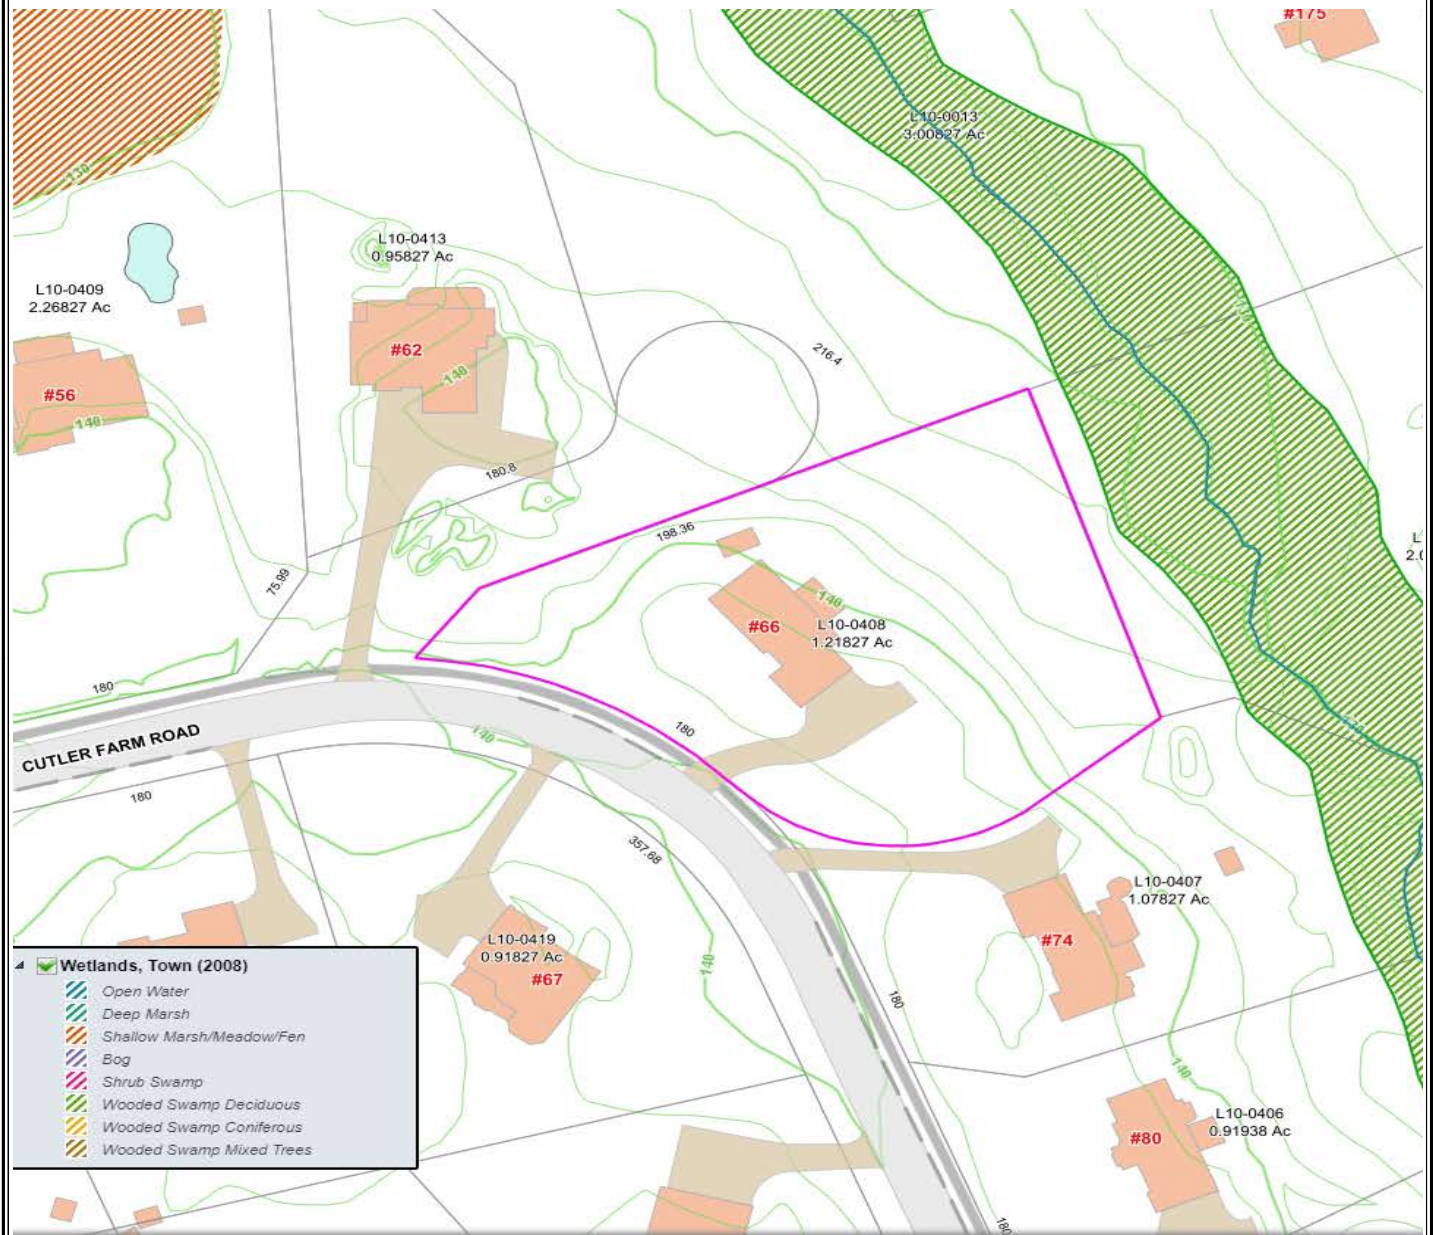 #175
L10-0013
3.00827 Ac
130
L10-0413
0.95827 Ac
L10-0409
2.26827 Ac
130
#62
216.4
140
#56
140
180.8
198.36
75.99
140
L10-0408
1.21827 Ac
#66
180
180
140
CUTLER FARM ROAD
180
357.68
L10-0407
1.07827 Ac
L10-0419
0.91827 Ac
#74
140
#67
180
Wetlands, Town (2008)
Open Water
Deep Marsh
Shallow Marsh/Meadow/Fen
Bog
Shrub Swamp
Wooded Swamp Deciduous
Wooded Swamp Coniferous
Wooded Swamp Mixed Trees
140
L10-0406
0.91938 Ac
#80
180